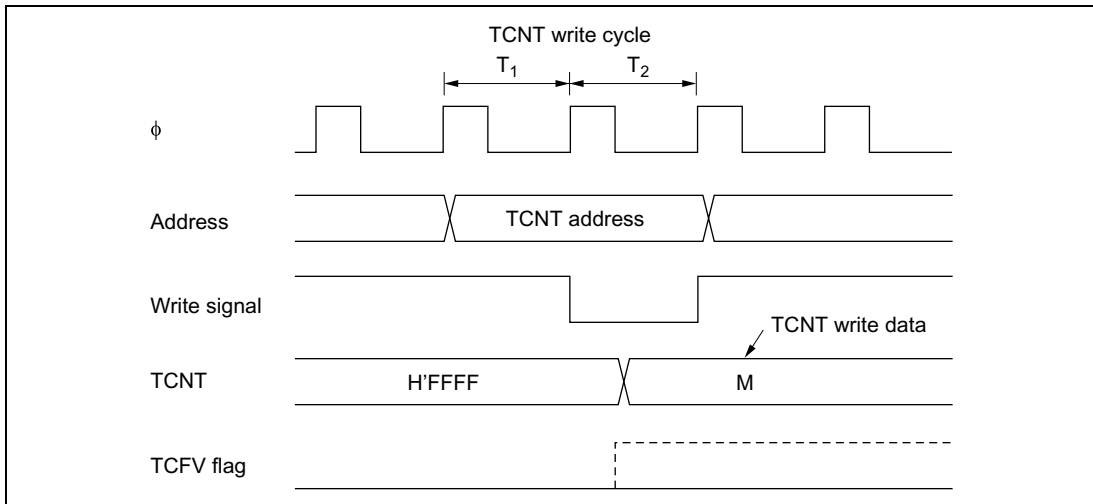 TCNT write cycle
T1 T2
ϕ
Address TCNT address
Write signal
TCNT write data
TCNT H'FFFF M
TCFV flag